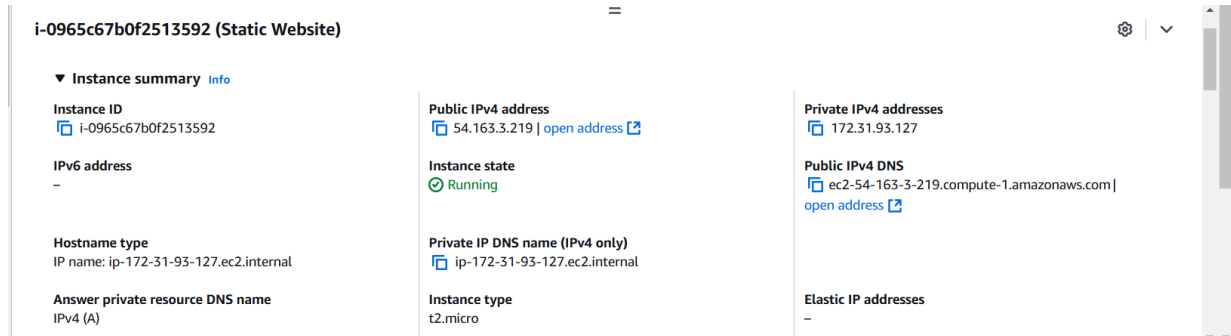 i-0965c67b0f2513592 (Static Website)
Instance summary Info
Instance ID
i-0965c67b0f2513592
Public IPv4 address
54.163.3.219 | open address
Private IPv4 addresses
172.31.93.127
IPv6 address
–
Instance state
Running
Public IPv4 DNS
ec2-54-163-3-219.compute-1.amazonaws.com |
open address
Hostname type
IP name: ip-172-31-93-127.ec2.internal
Private IP DNS name (IPv4 only)
ip-172-31-93-127.ec2.internal
Answer private resource DNS name
IPv4 (A)
Instance type
t2.micro
Elastic IP addresses
–